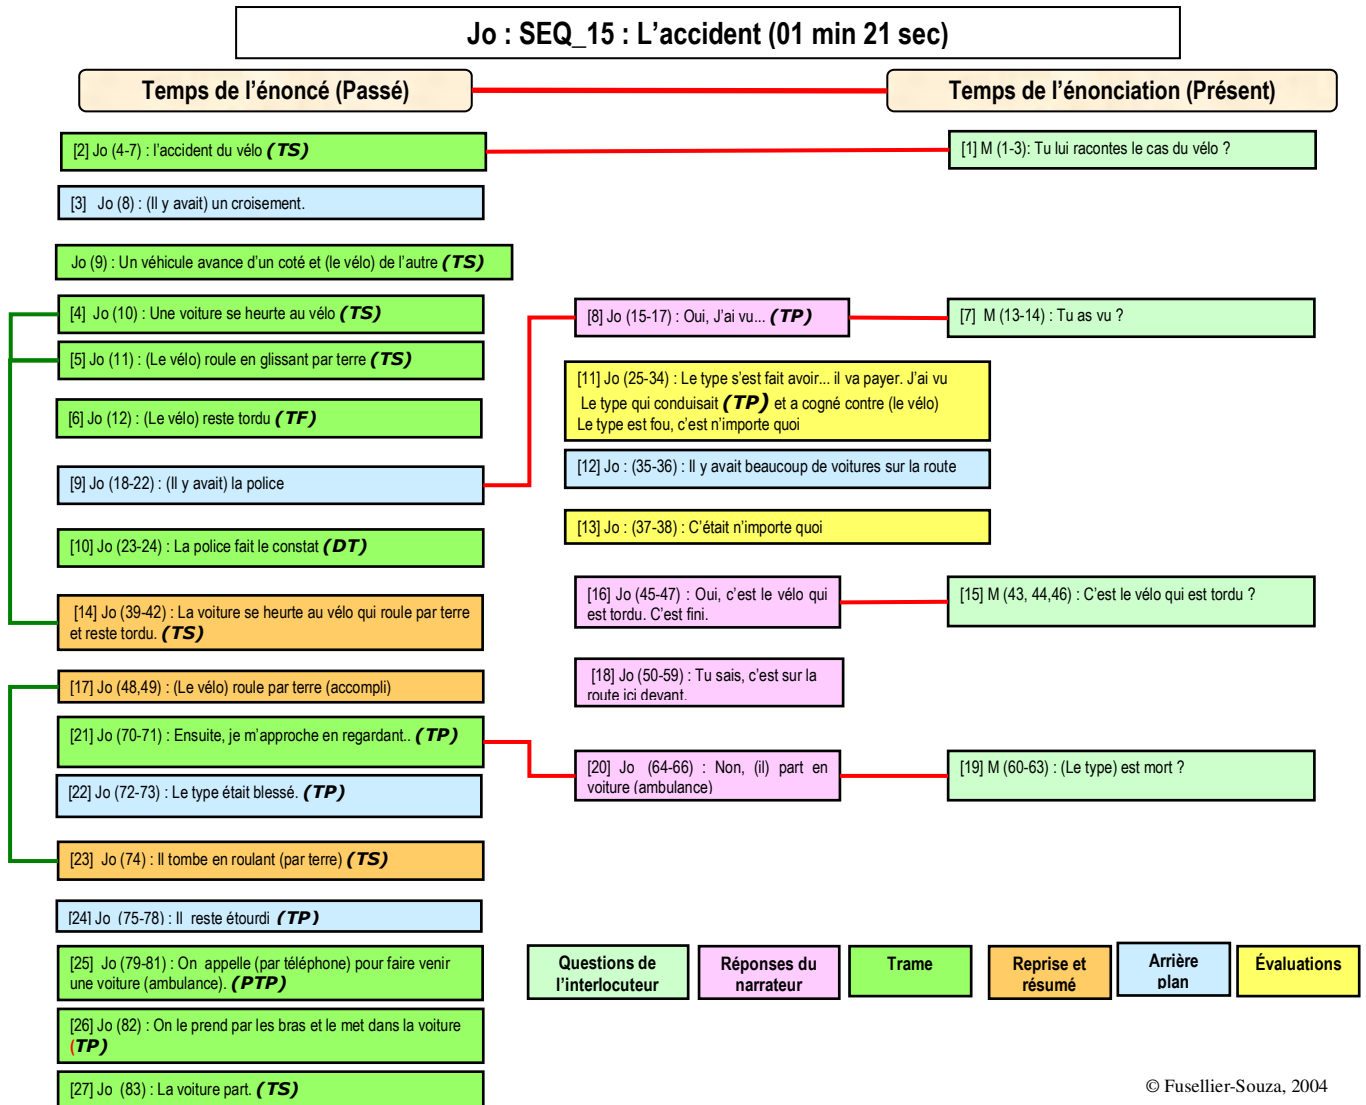 Jo : SEQ_15 : L'accident (01 min 21 sec)
Temps de l'énoncé (Passé)
Temps de l'énonciation (Présent)
[2] Jo (4-7) : l'accident du vélo (TS)
[1] M (1-3): Tu lui racontes le cas du vélo ?
[3] Jo (8) : (Il y avait) un croisement.
Jo (9) : Un véhicule avance d'un coté et (le vélo) de l'autre (TS)
[4] Jo (10) : Une voiture se heurte au vélo (TS)
[8] Jo (15-17) : Oui, J'ai vu... (TP)
[7] M (13-14) : Tu as vu ?
[5] Jo (11) : (Le vélo) roule en glissant par terre (TS)
[11] Jo (25-34) : Le type s'est fait avoir... il va payer. J'ai vu
Le type qui conduisait (TP) et a cogné contre (le vélo)
Le type est fou, c'est n'importe quoi
[6] Jo (12) : (Le vélo) reste tordu (TF)
[9] Jo (18-22) : (Il y avait) la police
[12] Jo : (35-36) : Il y avait beaucoup de voitures sur la route
[10] Jo (23-24) : La police fait le constat (DT)
[13] Jo : (37-38) : C'était n'importe quoi
[14] Jo (39-42) : La voiture se heurte au vélo qui roule par terre
et reste tordu. (TS)
[16] Jo (45-47) : Oui, c'est le vélo qui
est tordu. C'est fini.
[15] M (43, 44,46) : C'est le vélo qui est tordu ?
[17] Jo (48,49) : (Le vélo) roule par terre (accompli)
[18] Jo (50-59) : Tu sais, c'est sur la
route ici devant.
[21] Jo (70-71) : Ensuite, je m'approche en regardant.. (TP)
[20] Jo (64-66) : Non, (il) part en
voiture (ambulance)
[19] M (60-63) : (Le type) est mort ?
[22] Jo (72-73) : Le type était blessé. (TP)
[23] Jo (74) : Il tombe en roulant (par terre) (TS)
[24] Jo (75-78) : Il reste étourdi (TP)
[25] Jo (79-81) : On appelle (par téléphone) pour faire venir
une voiture (ambulance). (PTP)
[26] Jo (82) : On le prend par les bras et le met dans la voiture
(TP)
[27] Jo (83) : La voiture part. (TS)
Questions de
l'interlocuteur
Réponses du
narrateur
Trame
Reprise et
résumé
Arrière
plan
Évaluations
© Fusellier-Souza, 2004